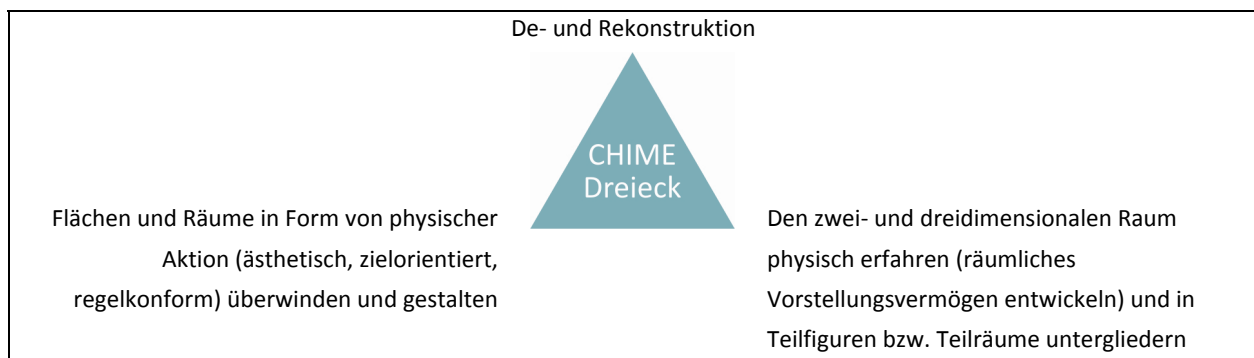 De- und Rekonstruktion
CHIME
Dreieck
Flächen und Räume in Form von physischer
Aktion (ästhetisch, zielorientiert,
regelkonform) überwinden und gestalten
Den zwei- und dreidimensionalen Raum
physisch erfahren (räumliches
Vorstellungsvermögen entwickeln) und in
Teilfiguren bzw. Teilräume untergliedern